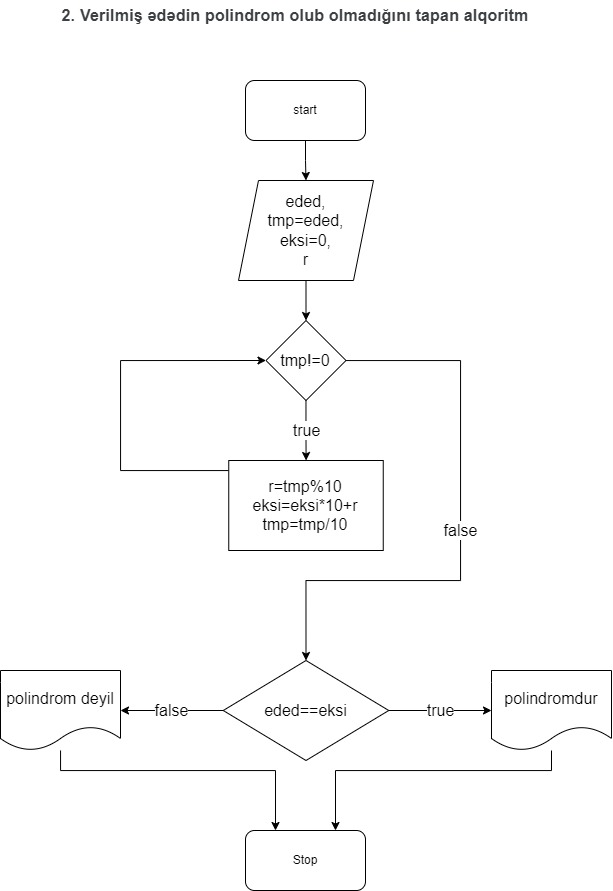 2. Verilmiş ədədin polindrom olub olmadığını tapan alqoritm
start
eded,
tmp=eded,
eksi=0,
r
tmp!=0
true
r=tmp%10
eksi=eksi*10+r
tmp=tmp/10
false
polindrom deyil
false
eded==eksi
true
polindromdur
Stop